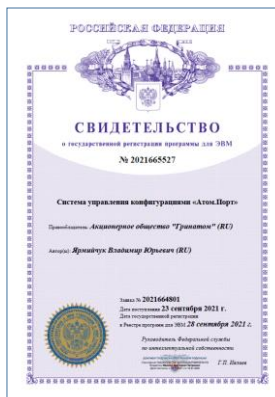 РОССИЙСКАЯ ФЕДЕРАЦИЯ
СВИДЕТЕЛЬСТВО
о государственной регистрации программы для ЭВМ
№ 2021665527
Система управления конфигурациями «Атом.Порт»
Правообладатель: Акционерное общество "Гринатом" (RU)
Автор(ы): Ярмийчук Владимир Юрьевич (RU)
Заявка № 2021664801
Дата поступления 23 сентября 2021 г.
Дата государственной регистрации
в Реестре программ для ЭВМ 28 сентября 2021 г.
Руководитель Федеральной службы
по интеллектуальной собственности
Г.П. Ивлиев